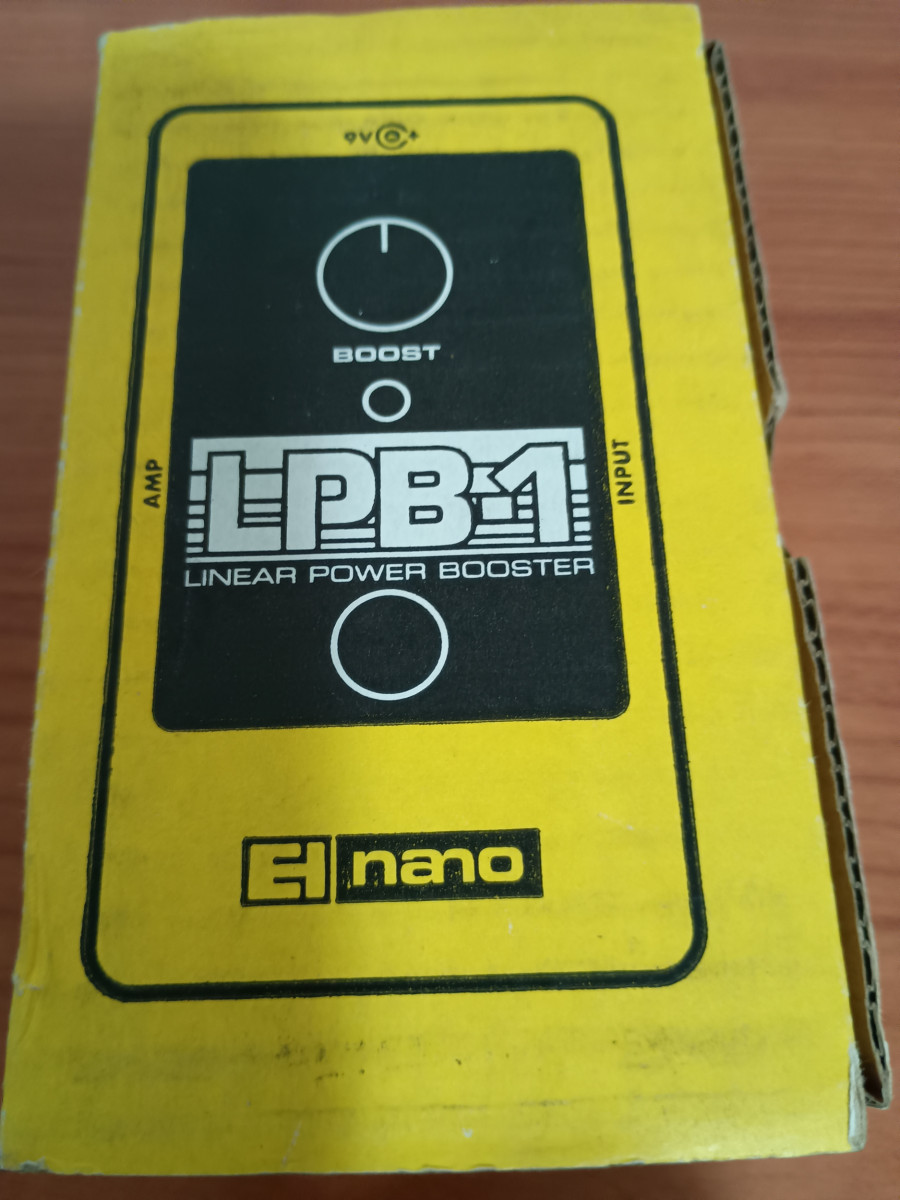 9V
BOOST
AMP
INPUT
LPB-1
LINEAR POWER BOOSTER
EH nano